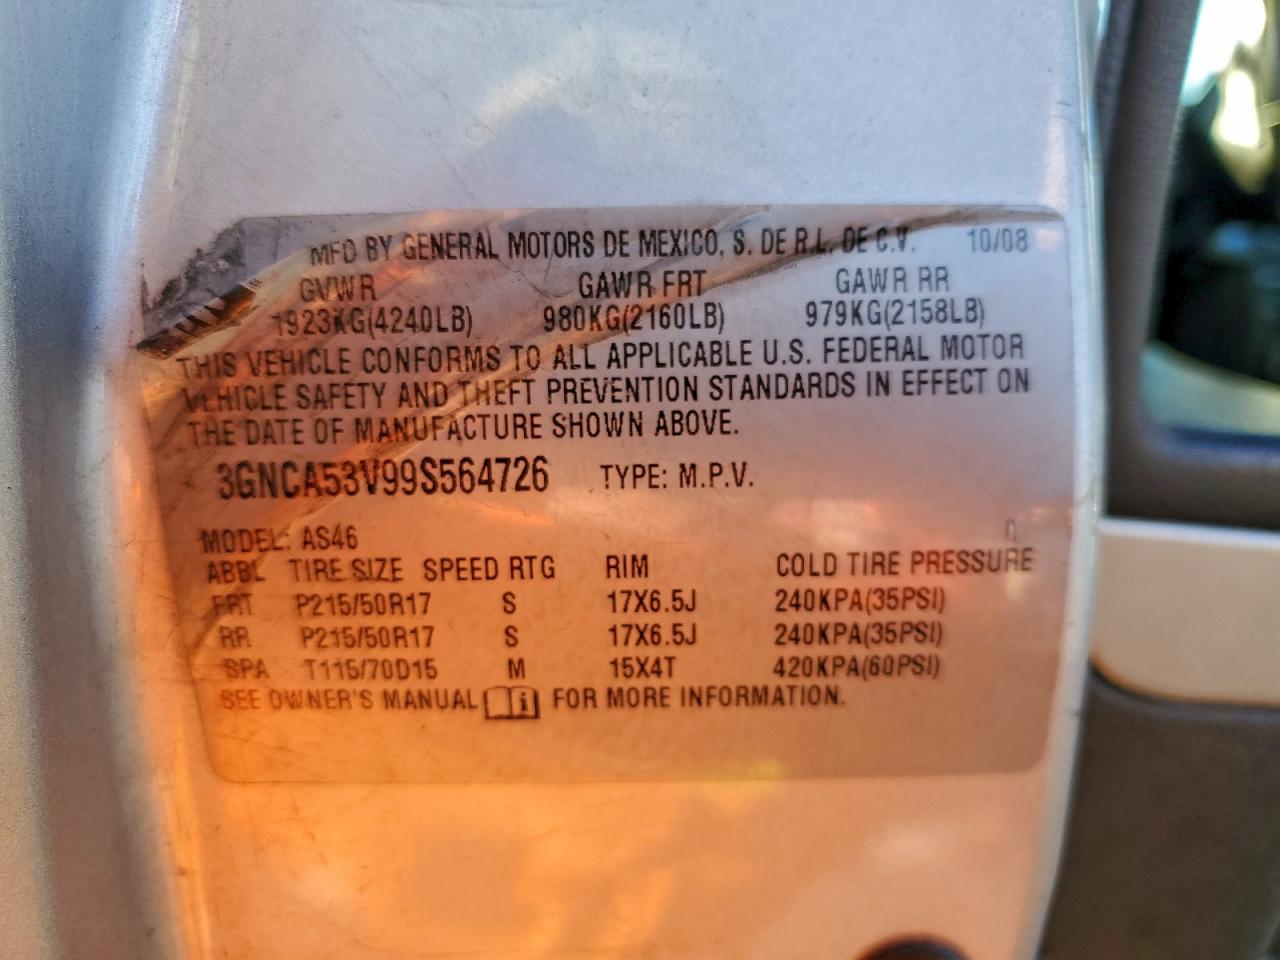 MFD BY GENERAL MOTORS DE MEXICO, S. DE R.L. DE C.V. 10/08
GVWR GAWR FRT GAWR RR
1923KG(4240LB) 980KG(2160LB) 979KG(2158LB)
THIS VEHICLE CONFORMS TO ALL APPLICABLE U.S. FEDERAL MOTOR
VEHICLE SAFETY AND THEFT PREVENTION STANDARDS IN EFFECT ON
THE DATE OF MANUFACTURE SHOWN ABOVE.
3GNCA53V99S564726 TYPE: M.P.V.
MODEL: AS46
TIRE SIZE SPEED RTG RIM COLD TIRE PRESSURE
FRT P215/50R17 S 17X6.5J 240KPA(35PSI)
RR P215/50R17 S 17X6.5J 240KPA(35PSI)
SPA T115/70D15 M 15X4T 420KPA(60PSI)
SEE OWNER'S MANUAL i FOR MORE INFORMATION.